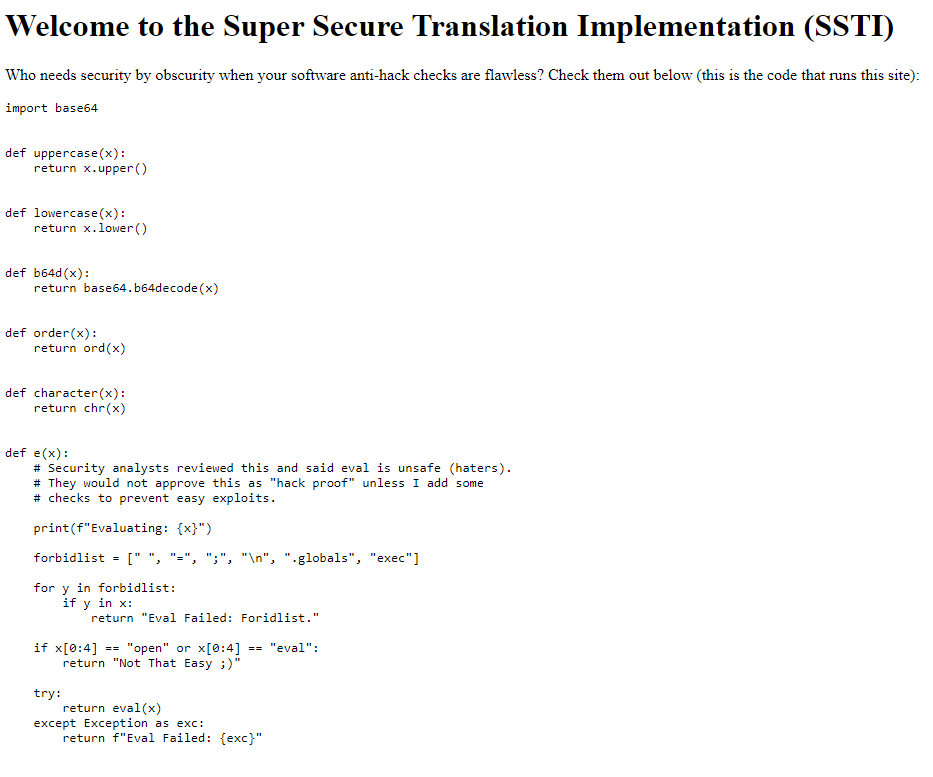 Welcome to the Super Secure Translation Implementation (SSTI)
Who needs security by obscurity when your software anti-hack checks are flawless? Check them out below (this is the code that runs this site):
import base64
def uppercase(x):
    return x.upper()
def lowercase(x):
    return x.lower()
def b64d(x):
    return base64.b64decode(x)
def order(x):
    return ord(x)
def character(x):
    return chr(x)
def e(x):
    # Security analysts reviewed this and said eval is unsafe (haters).
    # They would not approve this as "hack proof" unless I add some
    # checks to prevent easy exploits.
    print(f"Evaluating: {x}")
    forbidlist = [" ", "=", ";", "\n", ".globals", "exec"]
    for y in forbidlist:
        if y in x:
            return "Eval Failed: Foridlist."
    if x[0:4] == "open" or x[0:4] == "eval":
        return "Not That Easy ;)"
    try:
        return eval(x)
    except Exception as exc:
        return f"Eval Failed: {exc}"